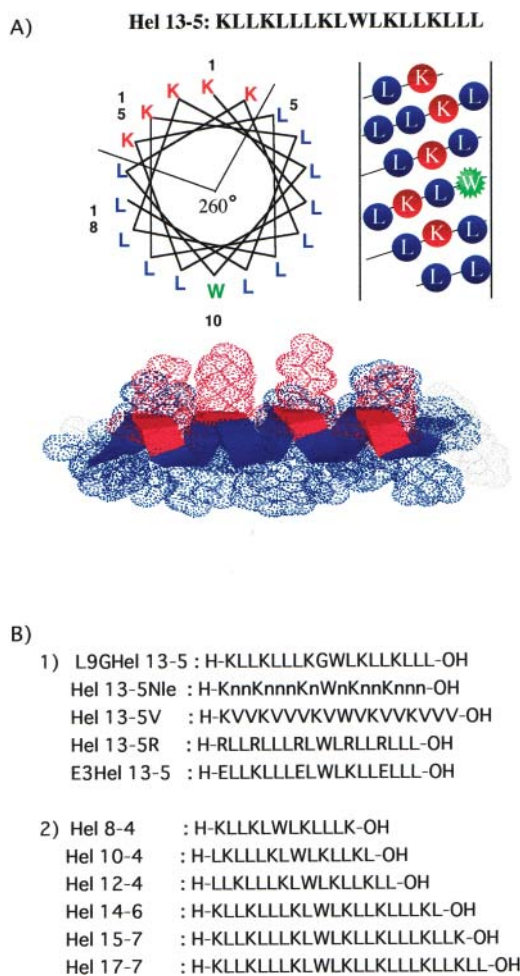 A)
Hel 13-5: KLLKLLLKLWLKLLKLLL
1
K K K
1 K L 5
5
K L
L L
L L
18 L L
L L
L W L
10
260°
L K
L L K L
L K L
L K L W
L K L
L L
B)
1) L9GHel 13-5 : H-KLLKLLLKGWLKLLKLLL-OH
Hel 13-5Nle : H-KnnKnnnKnWnKnnKnnn-OH
Hel 13-5V : H-KVVKVVVKVWVKVVKVVV-OH
Hel 13-5R : H-RLLRLLLRLWLRLLRLLL-OH
E3Hel 13-5 : H-ELLKLLLELWLKLLELLL-OH
2) Hel 8-4 : H-KLLKLWLKLLLK-OH
Hel 10-4 : H-LKLLLKLWLKLLKL-OH
Hel 12-4 : H-LLKLLLKLWLKLLKLL-OH
Hel 14-6 : H-KLLKLLLKLWLKLLKLLLKL-OH
Hel 15-7 : H-KLLKLLLKLWLKLLKLLLKLLK-OH
Hel 17-7 : H-KLLKLLLKLWLKLLKLLLKLLKLL-OH